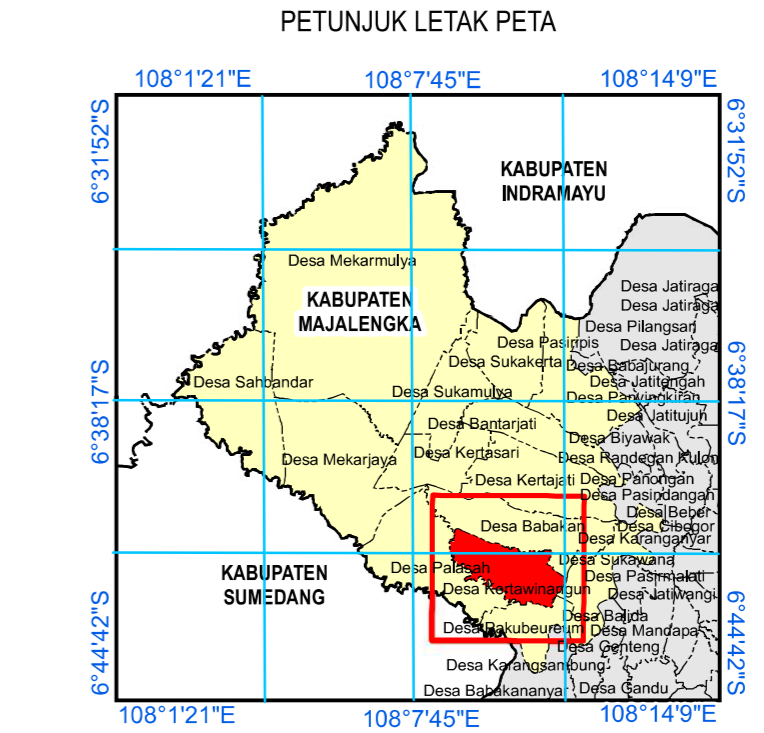 PETUNJUK LETAK PETA
108°1'21"E
108°7'45"E
108°14'9"E
6°31'52"S
6°31'52"S
KABUPATEN
INDRAMAYU
Desa Mekarmulya
Desa Jatiraga
KABUPATEN
MAJALENGKA
Desa Jatiraga
Desa Pilangsari
Desa Pasiripis
Desa Jatiraga
Desa Sukakerta
Desa Babajurang
Desa Sahbandar
Desa Jatitengah
Desa Sukamulya
Desa Panyingkiran
6°38'17"S
6°38'17"S
Desa Jatitujuh
Desa Bantarjati
Desa Biyawak
Desa Mekarjaya
Desa Kertasari
Desa Randegan Kulon
Desa Kertajati
Desa Panongan
Desa Pasindangan
Desa Beber
Desa Babakan
Desa Cibogor
Desa Karanganyar
Desa Sukawana
Desa Palasah
KABUPATEN
SUMEDANG
Desa Pasirmalati
Desa Kertawinangun
Desa Jatiwangi
Desa Balida
Desa Pakubeureum
Desa Mandapa
Desa Genteng
6°44'42"S
6°44'42"S
Desa Karangsambung
Desa Babakananyar
Desa Gandu
108°1'21"E
108°7'45"E
108°14'9"E